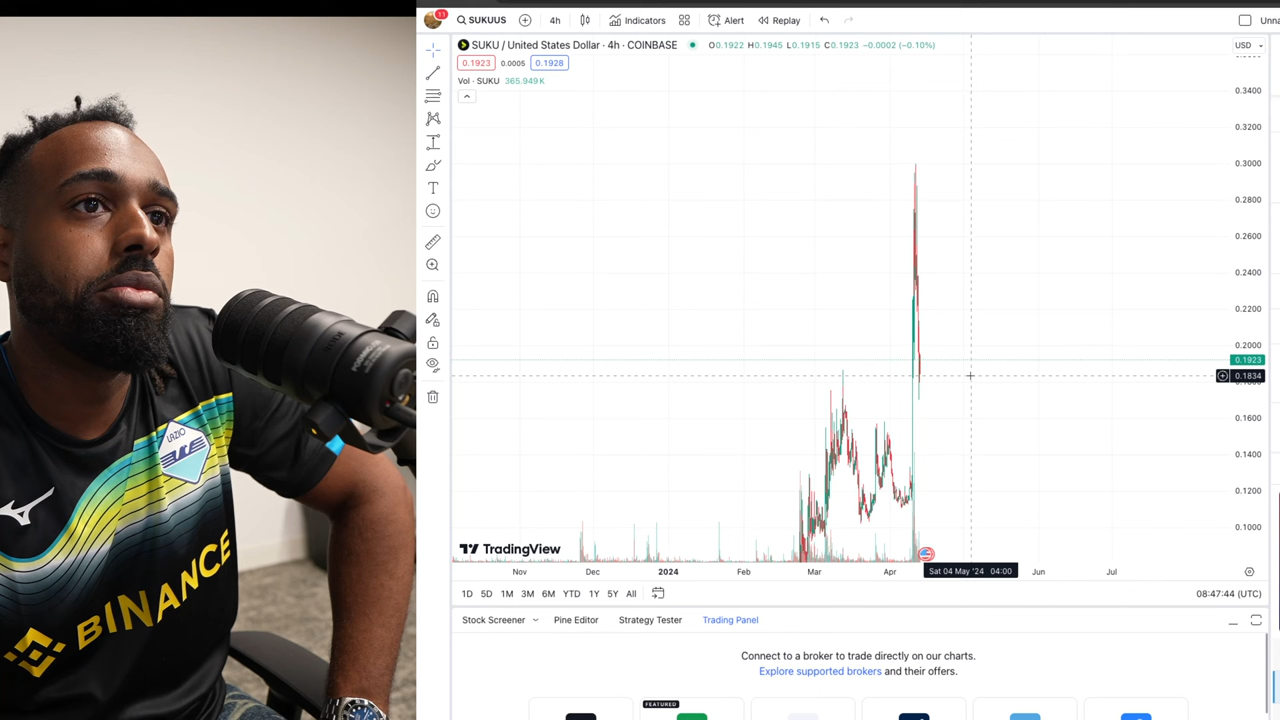 11
SUKUUS
4h
Indicators
Alert
Replay
Unna
SUKU / United States Dollar · 4h · COINBASE
O0.1922 H0.1945 L0.1915 C0.1923 −0.0002 (−0.10%)
USD
0.1923
0.0005
0.1928
Vol · SUKU 365.949K
0.3400
0.3200
0.3000
0.2800
0.2600
0.2400
0.2200
0.2000
0.1923
0.1834
0.1600
0.1400
0.1200
0.1000
TradingView
Nov
Dec
2024
Feb
Mar
Apr
Sat 04 May '24 04:00
Jun
Jul
1D 5D 1M 3M 6M YTD 1Y 5Y All
08:47:44 (UTC)
Stock Screener
Pine Editor
Strategy Tester
Trading Panel
Connect to a broker to trade directly on our charts.
Explore supported brokers and their offers.
FEATURED
LAZIO
BINANCE
RODE
PODMIC